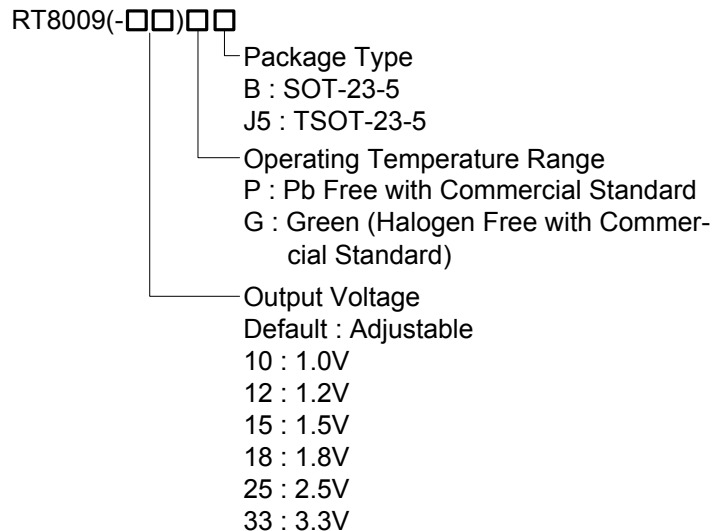 RT8009(-□□)□□
Package Type
B : SOT-23-5
J5 : TSOT-23-5
Operating Temperature Range
P : Pb Free with Commercial Standard
G : Green (Halogen Free with Commer-
cial Standard)
Output Voltage
Default : Adjustable
10 : 1.0V
12 : 1.2V
15 : 1.5V
18 : 1.8V
25 : 2.5V
33 : 3.3V